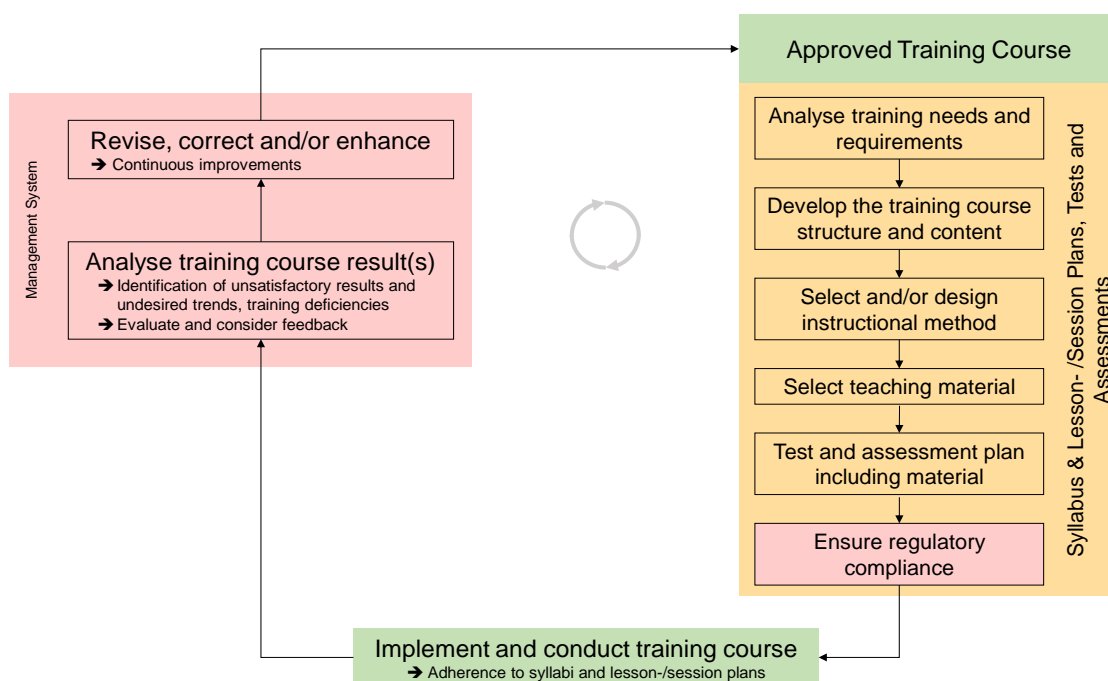 Approved Training Course
Analyse training needs and
requirements
Develop the training course
structure and content
Select and/or design
instructional method
Select teaching material
Test and assessment plan
including material
Ensure regulatory
compliance
Syllabus & Lesson- /Session Plans, Tests and
Assessments
Implement and conduct training course
➔ Adherence to syllabi and lesson-/session plans
Management System
Revise, correct and/or enhance
➔ Continuous improvements
Analyse training course result(s)
➔ Identification of unsatisfactory results and
undesired trends, training deficiencies
➔ Evaluate and consider feedback